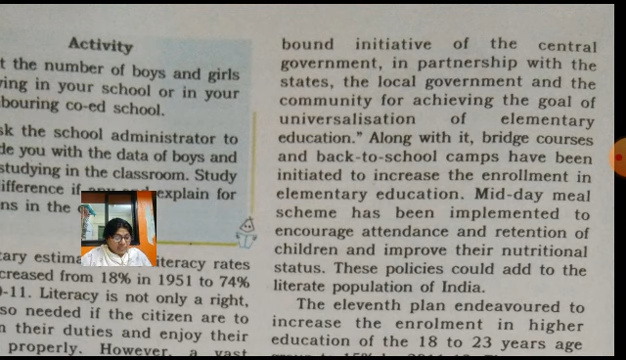 Activity
t the number of boys and girls
ying in your school or in your
bouring co-ed school.
sk the school administrator to
de you with the data of boys and
studying in the classroom. Study
ifference if any and explain for
ns in the
tary estima iteracy rates
creased from 18% in 1951 to 74%
-11. Literacy is not only a right,
so needed if the citizen are to
n their duties and enjoy their
properly. However, a vast
bound initiative of the central
government, in partnership with the
states, the local government and the
community for achieving the goal of
universalisation of elementary
education.” Along with it, bridge courses
and back-to-school camps have been
initiated to increase the enrollment in
elementary education. Mid-day meal
scheme has been implemented to
encourage attendance and retention of
children and improve their nutritional
status. These policies could add to the
literate population of India.
The eleventh plan endeavoured to
increase the enrolment in higher
education of the 18 to 23 years age